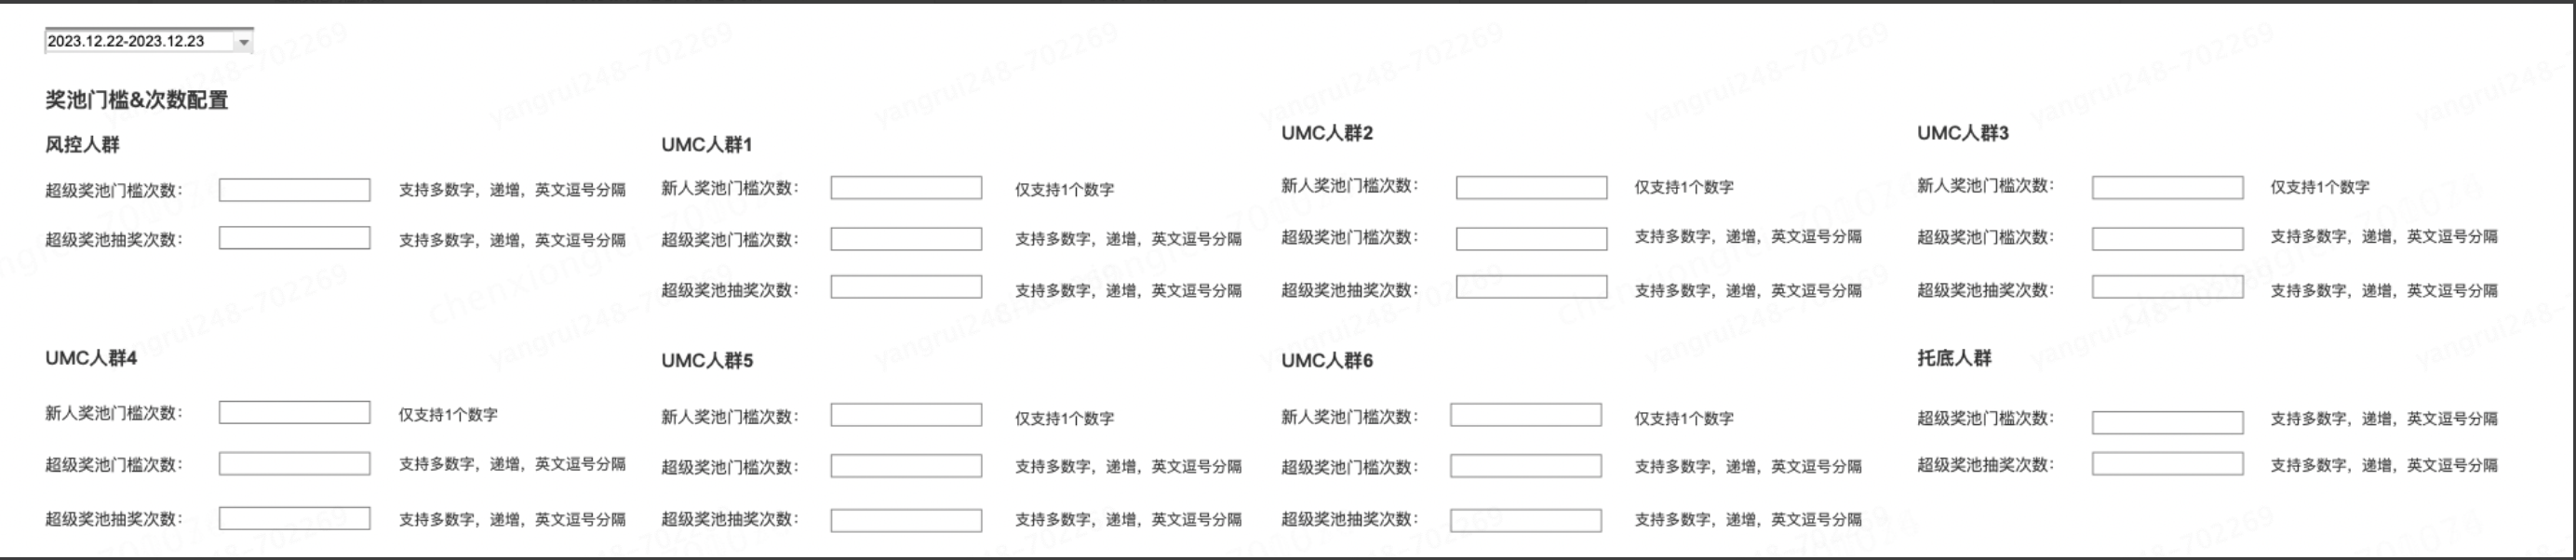 2023.12.22-2023.12.23
奖池门槛&次数配置
风控人群
超级奖池门槛次数： 支持多数字，递增，英文逗号分隔
超级奖池抽奖次数： 支持多数字，递增，英文逗号分隔
UMC人群1
新人奖池门槛次数： 仅支持1个数字
超级奖池门槛次数： 支持多数字，递增，英文逗号分隔
超级奖池抽奖次数： 支持多数字，递增，英文逗号分隔
UMC人群2
新人奖池门槛次数： 仅支持1个数字
超级奖池门槛次数： 支持多数字，递增，英文逗号分隔
超级奖池抽奖次数： 支持多数字，递增，英文逗号分隔
UMC人群3
新人奖池门槛次数： 仅支持1个数字
超级奖池门槛次数： 支持多数字，递增，英文逗号分隔
超级奖池抽奖次数： 支持多数字，递增，英文逗号分隔
UMC人群4
新人奖池门槛次数： 仅支持1个数字
超级奖池门槛次数： 支持多数字，递增，英文逗号分隔
超级奖池抽奖次数： 支持多数字，递增，英文逗号分隔
UMC人群5
新人奖池门槛次数： 仅支持1个数字
超级奖池门槛次数： 支持多数字，递增，英文逗号分隔
超级奖池抽奖次数： 支持多数字，递增，英文逗号分隔
UMC人群6
新人奖池门槛次数： 仅支持1个数字
超级奖池门槛次数： 支持多数字，递增，英文逗号分隔
超级奖池抽奖次数： 支持多数字，递增，英文逗号分隔
托底人群
超级奖池门槛次数： 支持多数字，递增，英文逗号分隔
超级奖池抽奖次数： 支持多数字，递增，英文逗号分隔
yangrui248-702269